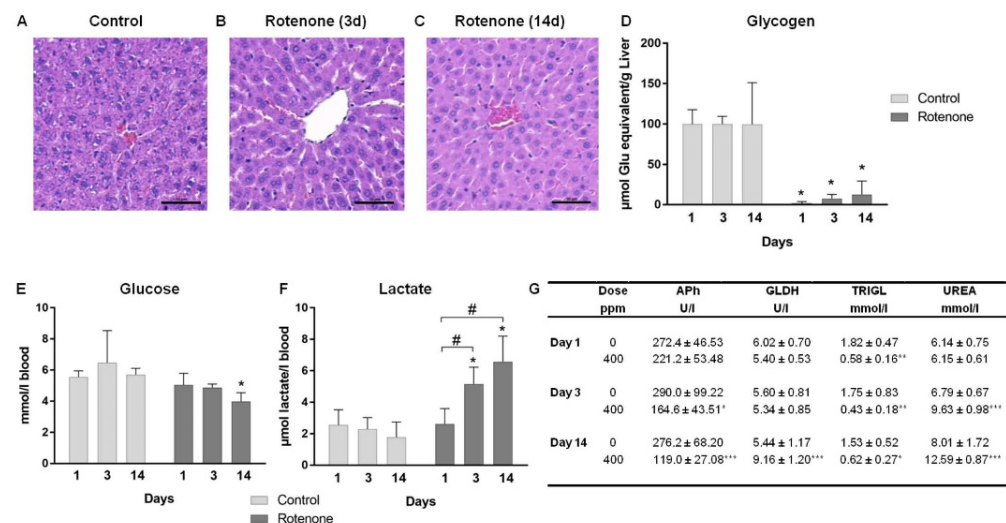 A Control
B Rotenone (3d)
C Rotenone (14d)
D Glycogen
µmol Glu equivalent/g Liver
200
150
100
50
0
* * *
1 3 14 1 3 14
Days
Control
Rotenone
E Glucose
mmol/l blood
10
8
6
4
2
0
*
1 3 14 1 3 14
Days
F Lactate
µmol lactate/l blood
10
8
6
4
2
0
#
#
* *
1 3 14 1 3 14
Days
Control
Rotenone
G Dose APh GLDH TRIGL UREA
ppm U/l U/l mmol/l mmol/l
Day 1 0 272.4 ± 46.53 6.02 ± 0.70 1.82 ± 0.47 6.14 ± 0.75
400 221.2 ± 53.48 5.40 ± 0.53 0.58 ± 0.16** 6.15 ± 0.61
Day 3 0 290.0 ± 99.22 5.60 ± 0.81 1.75 ± 0.83 6.79 ± 0.67
400 164.6 ± 43.51* 5.34 ± 0.85 0.43 ± 0.18** 9.63 ± 0.98***
Day 14 0 276.2 ± 68.20 5.44 ± 1.17 1.53 ± 0.52 8.01 ± 1.72
400 119.0 ± 27.08*** 9.16 ± 1.20*** 0.62 ± 0.27* 12.59 ± 0.87***